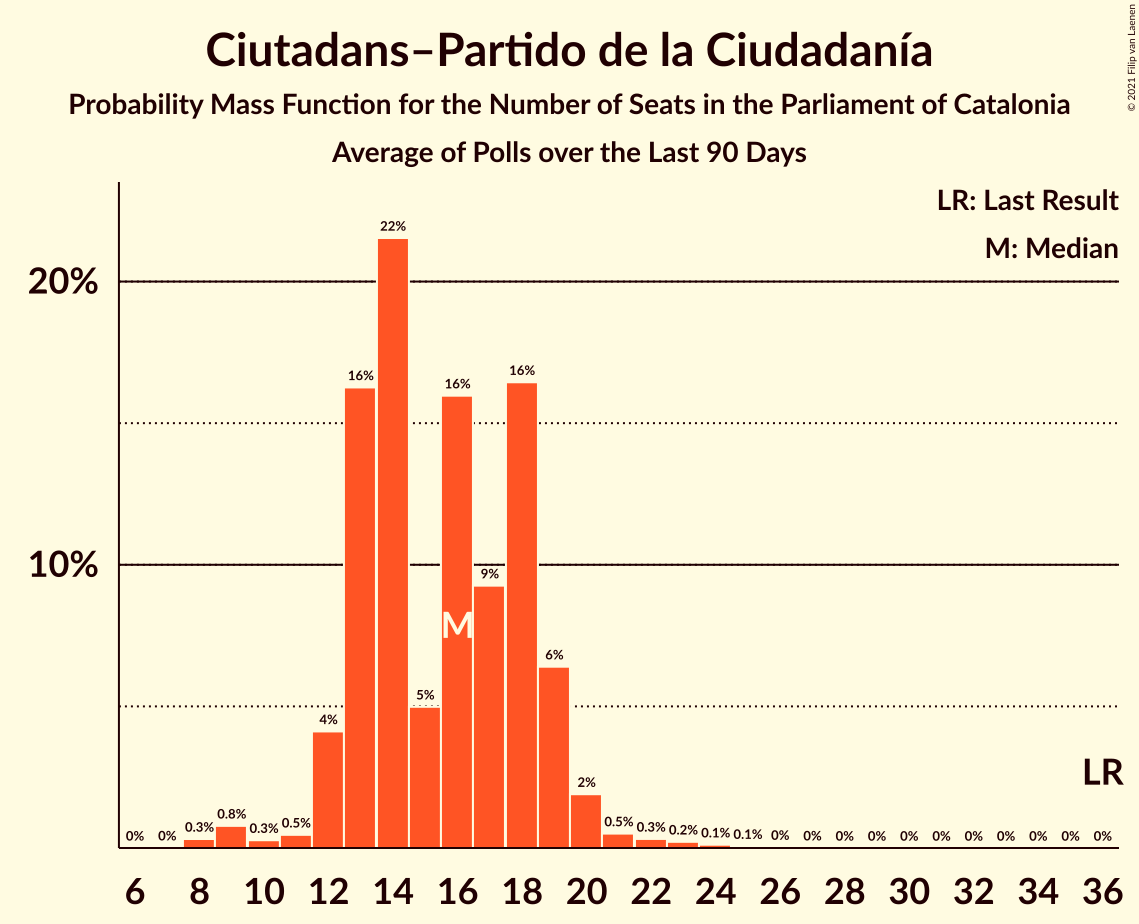 Ciutadans–Partido de la Ciudadanía
Probability Mass Function for the Number of Seats in the Parliament of Catalonia
Average of Polls over the Last 90 Days
© 2021 Filip van Laenen
LR: Last Result
M: Median
20%
10%
0% 0% 0.3% 0.8% 0.3% 0.5% 4% 16% 22% 5% 16% 9% 16% 6% 2% 0.5% 0.3% 0.2% 0.1% 0.1% 0% 0% 0% 0% 0% 0% 0% 0% 0% 0% 0%
M
LR
6 8 10 12 14 16 18 20 22 24 26 28 30 32 34 36